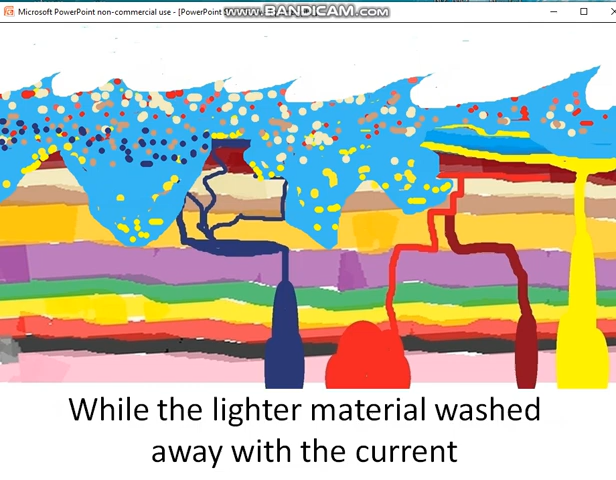 Microsoft PowerPoint non-commercial use - [PowerPoint
www.BANDICAM.com
While the lighter material washed
away with the current